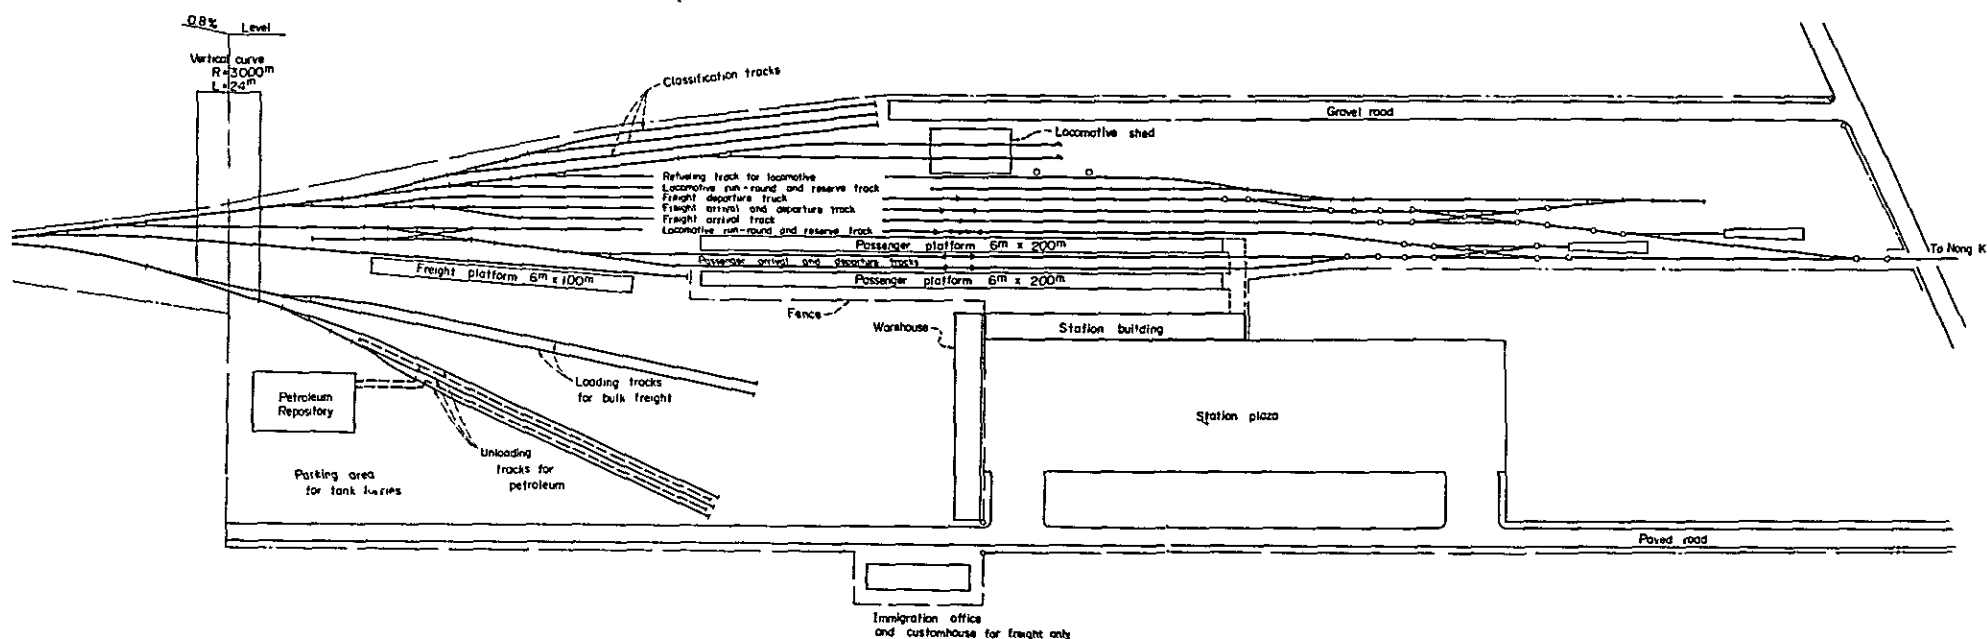 0.8%
Level
Vertical curve
R=3000m
L=24m
Classification tracks
Gravel road
Locomotive shed
Refueling track for locomotive
Locomotive run-round and reserve track
Freight departure truck
Freight arrival and departure track
Freight arrival track
Locomotive run-round and reserve track
Passenger platform 6m x 200m
To Nong K
Passenger arrival and departure tracks
Freight platform 6m x 100m
Passenger platform 6m x 200m
Fence
Warehouse
Station building
Loading tracks
for bulk freight
Petroleum
Repository
Station plaza
Unloading
tracks for
petroleum
Parking area
for tank lorries
Paved road
Immigration office
and customhouse for freight only